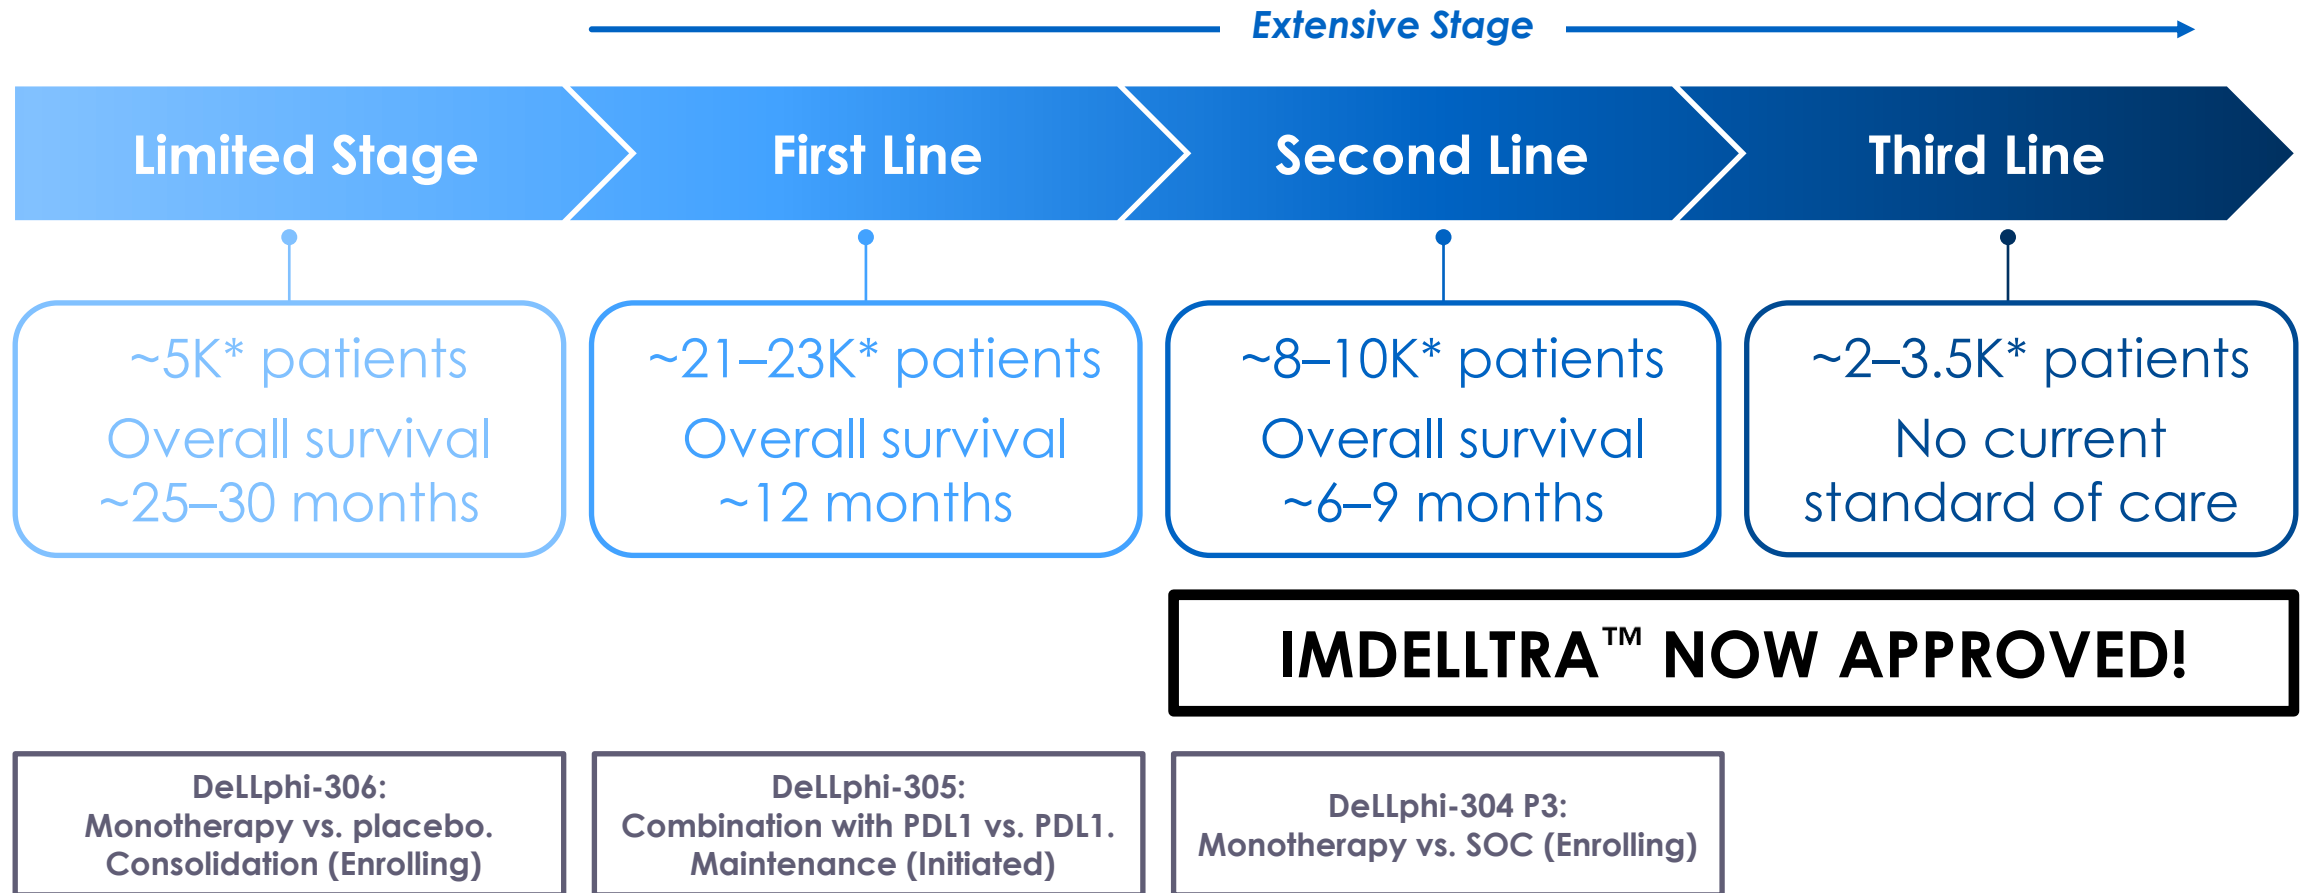 Extensive Stage
Limited Stage
First Line
Second Line
Third Line
~5K* patients
Overall survival
~25–30 months
~21–23K* patients
Overall survival
~12 months
~8–10K* patients
Overall survival
~6–9 months
~2–3.5K* patients
No current
standard of care
IMDELLTRA™ NOW APPROVED!
DeLLphi-306:
Monotherapy vs. placebo.
Consolidation (Enrolling)
DeLLphi-305:
Combination with PDL1 vs. PDL1.
Maintenance (Initiated)
DeLLphi-304 P3:
Monotherapy vs. SOC (Enrolling)